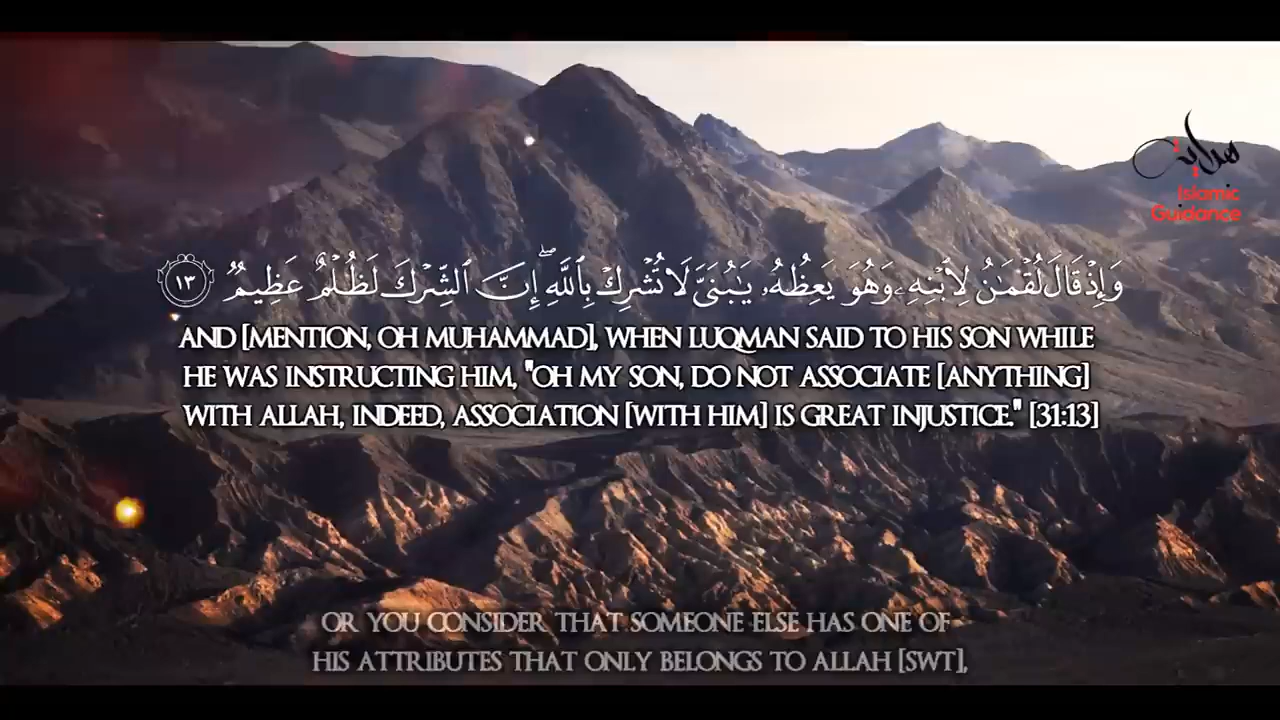 هداية
Islamic
Guidance
وَإِذْ قَالَ لُقْمَٰنُ لِٱبْنِهِۦ وَهُوَ يَعِظُهُۥ يَٰبُنَىَّ لَا تُشْرِكْ بِٱللَّهِ ۖ إِنَّ ٱلشِّرْكَ لَظُلْمٌ عَظِيمٌ ١٣
AND [MENTION, OH MUHAMMAD], WHEN LUQMAN SAID TO HIS SON WHILE
HE WAS INSTRUCTING HIM, "OH MY SON, DO NOT ASSOCIATE [ANYTHING]
WITH ALLAH, INDEED, ASSOCIATION [WITH HIM] IS GREAT INJUSTICE." [31:13]
OR YOU CONSIDER THAT SOMEONE ELSE HAS ONE OF
HIS ATTRIBUTES THAT ONLY BELONGS TO ALLAH [SWT],